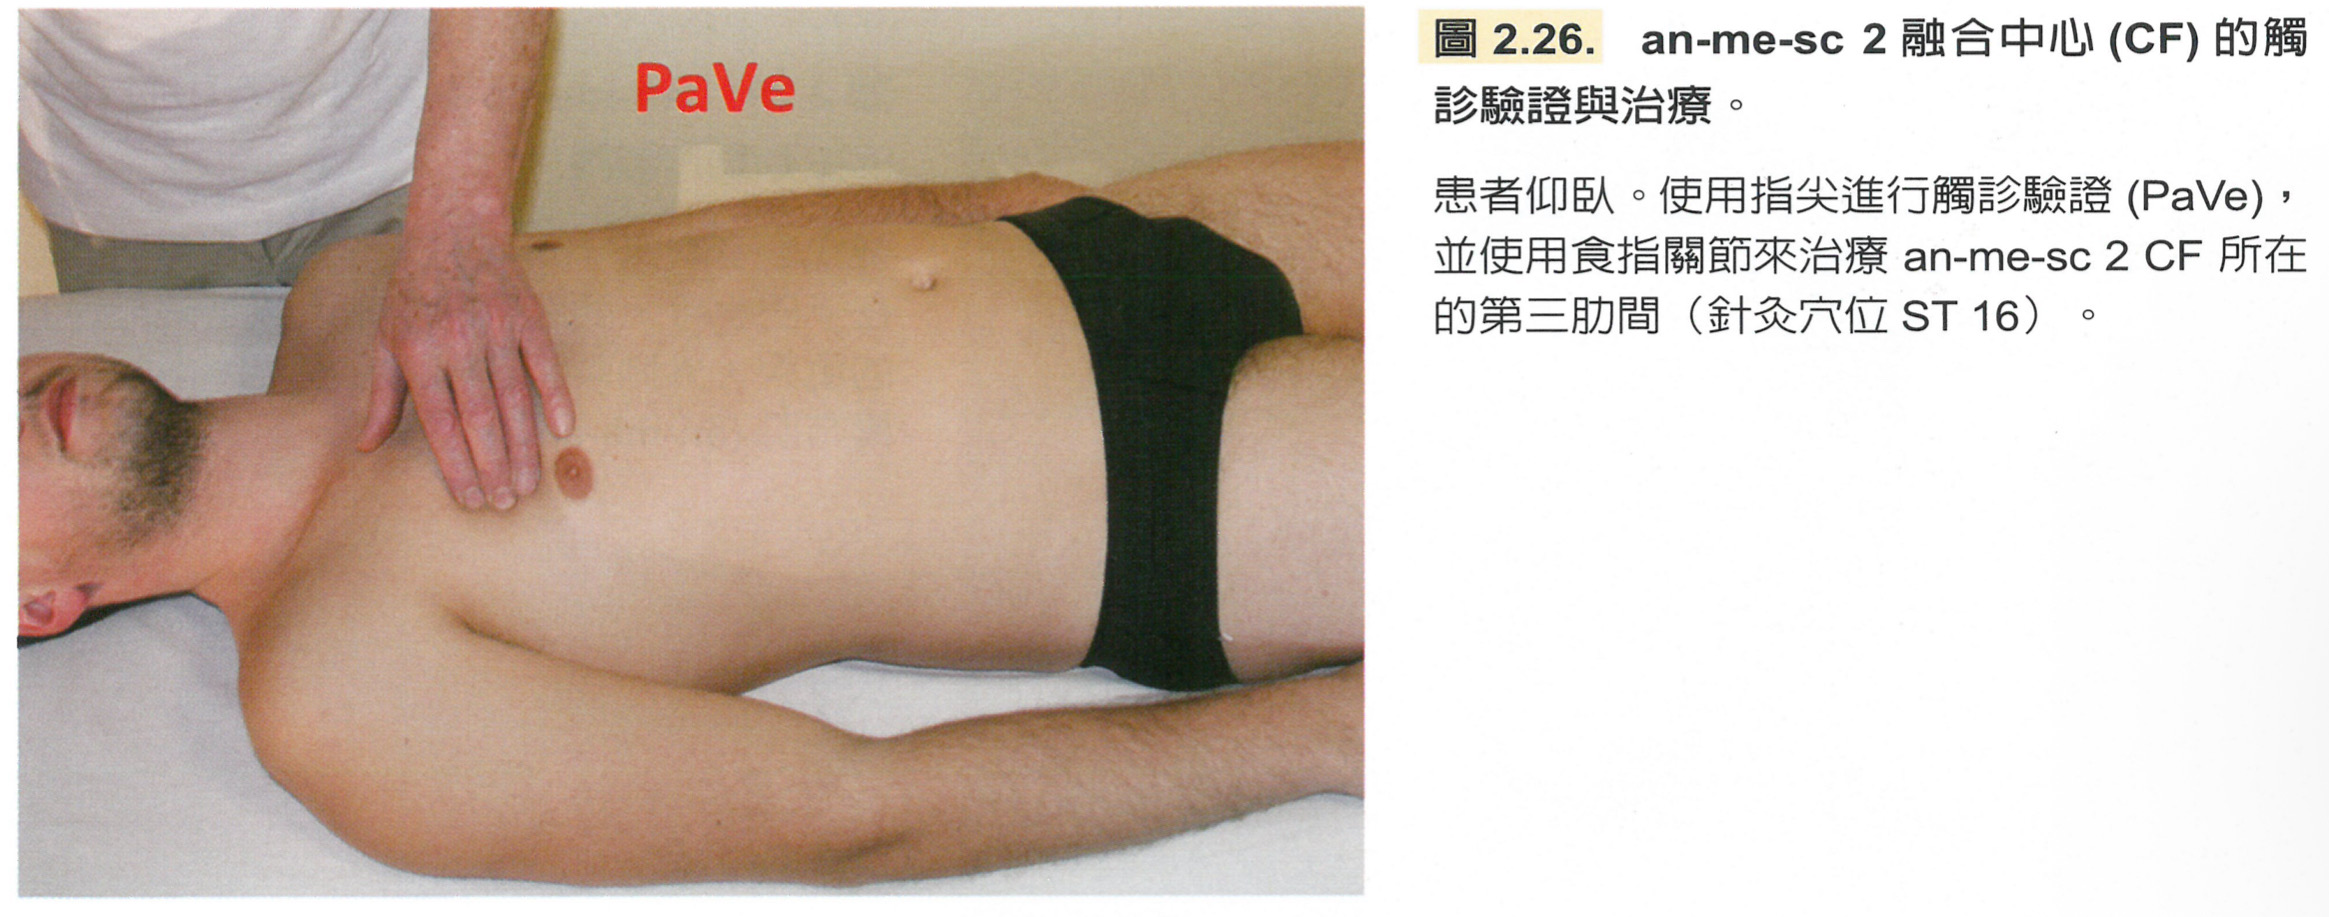 PaVe
圖 2.26. an-me-sc 2 融合中心 (CF) 的觸
診驗證與治療。
患者仰臥。使用指尖進行觸診驗證 (PaVe)，
並使用食指關節來治療 an-me-sc 2 CF 所在
的第三肋間（針灸穴位 ST 16）。